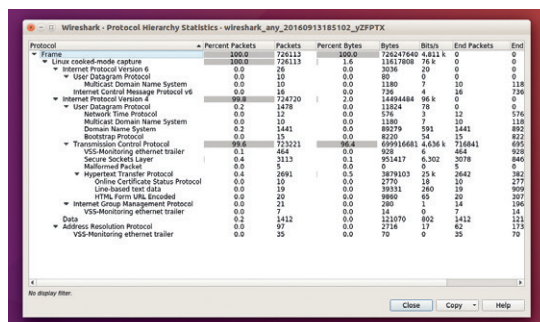 Wireshark · Protocol Hierarchy Statistics · wireshark_any_20160913185102_yZFPTX
Protocol Percent Packets Packets Percent Bytes Bytes Bits/s End Packets End
Frame 100.0 726113 100.0 726247640 4,811 k 0 0
Linux cooked-mode capture 100.0 726113 1.6 11617808 76 k 0 0
Internet Protocol Version 6 0.0 26 0.0 3036 20 0 0
User Datagram Protocol 0.0 10 0.0 80 0 0 0
Multicast Domain Name System 0.0 10 0.0 1180 7 10 118
Internet Control Message Protocol v6 0.0 16 0.0 736 4 16 736
Internet Protocol Version 4 99.8 724720 2.0 14494484 96 k 0 0
User Datagram Protocol 0.2 1478 0.0 11824 78 0 0
Network Time Protocol 0.0 12 0.0 576 3 12 576
Multicast Domain Name System 0.0 10 0.0 1180 7 10 118
Domain Name System 0.2 1441 0.0 89279 591 1441 892
Bootstrap Protocol 0.0 15 0.0 8220 54 15 822
Transmission Control Protocol 99.6 723221 96.4 699916681 4,636 k 716841 695
VSS-Monitoring ethernet trailer 0.1 464 0.0 928 6 464 928
Secure Sockets Layer 0.4 3113 0.1 951417 6,302 3078 846
Malformed Packet 0.0 5 0.0 0 0 5 0
Hypertext Transfer Protocol 0.4 2691 0.5 3879103 25 k 2642 382
Online Certificate Status Protocol 0.0 10 0.0 2770 18 10 277
Line-based text data 0.0 19 0.0 39331 260 19 909
HTML Form URL Encoded 0.0 20 0.0 9860 65 20 307
Internet Group Management Protocol 0.0 21 0.0 280 1 14 196
VSS-Monitoring ethernet trailer 0.0 7 0.0 14 0 7 14
Data 0.2 1412 0.0 121070 802 1412 121
Address Resolution Protocol 0.0 97 0.0 2716 17 62 173
VSS-Monitoring ethernet trailer 0.0 35 0.0 70 0 35 70
No display filter.
Close Copy Help